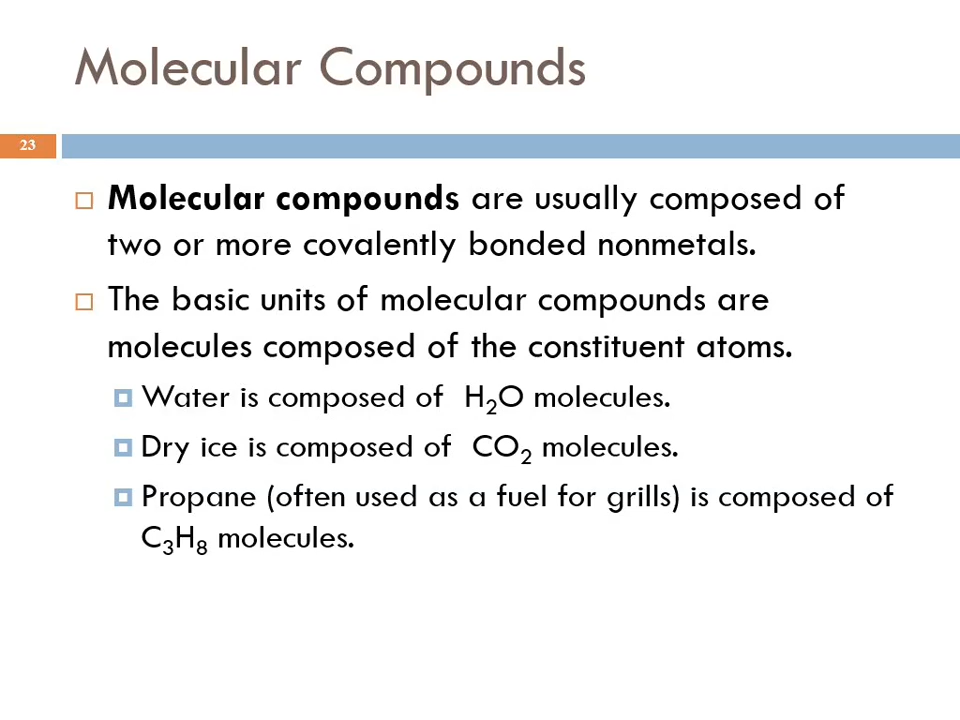 Molecular Compounds
23
Molecular compounds are usually composed of
two or more covalently bonded nonmetals.
The basic units of molecular compounds are
molecules composed of the constituent atoms.
Water is composed of H₂O molecules.
Dry ice is composed of CO₂ molecules.
Propane (often used as a fuel for grills) is composed of
C₃H₈ molecules.